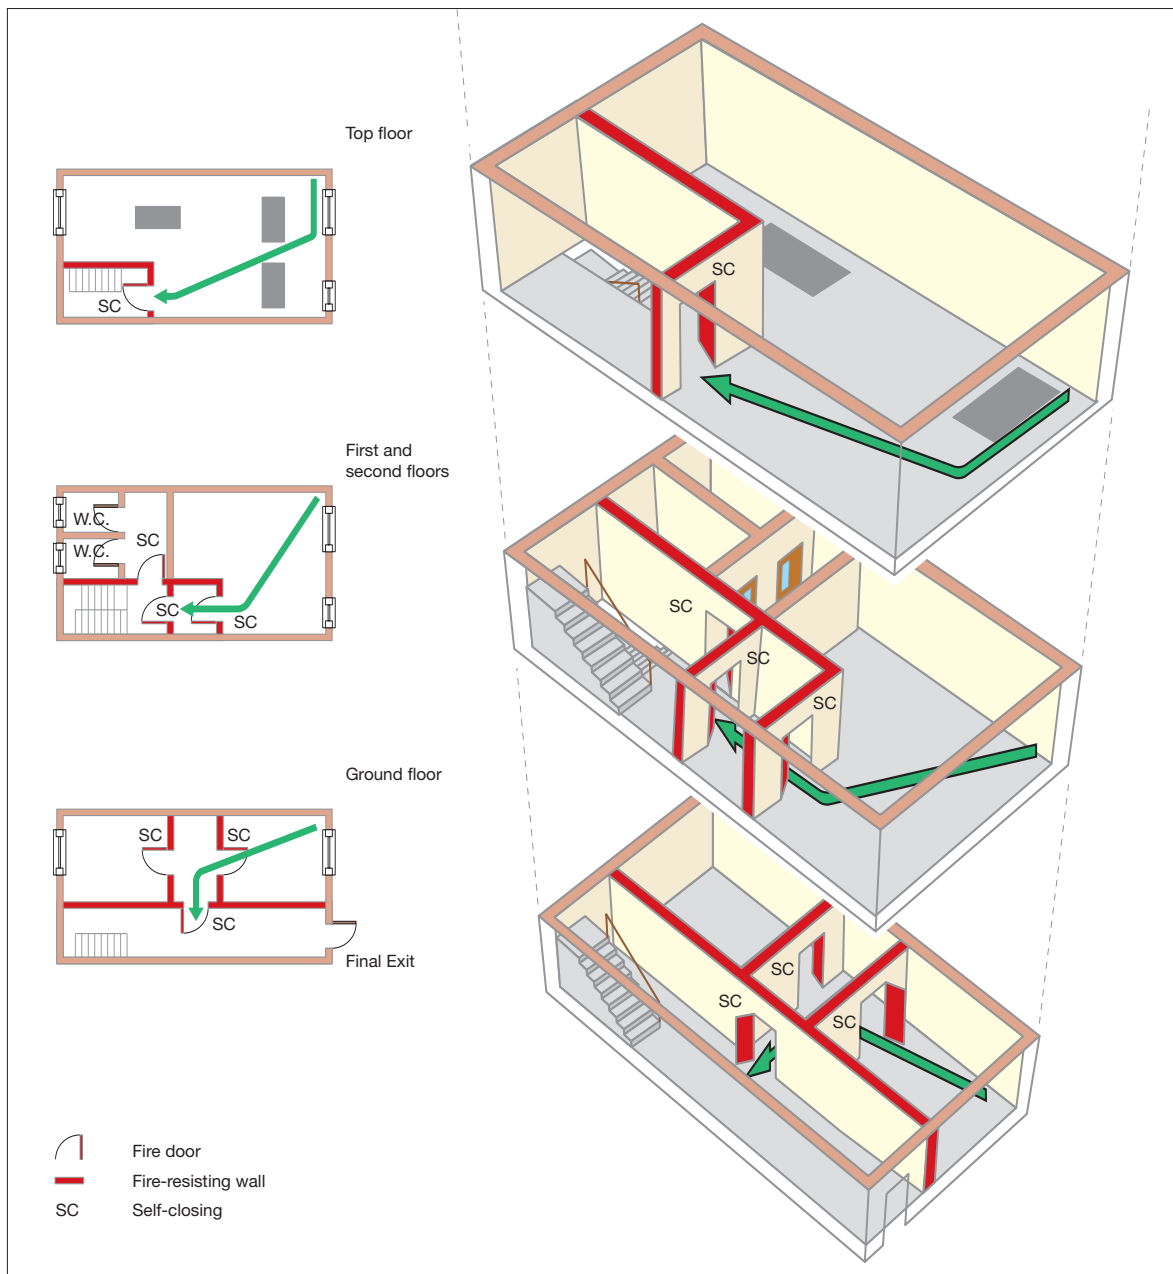 Top floor
SC
SC
First and
second floors
W.C.
SC
W.C.
SC
SC
SC
SC
SC
Ground floor
SC
SC
SC
Final Exit
SC
SC
SC
Fire door
Fire-resisting wall
SC
Self-closing